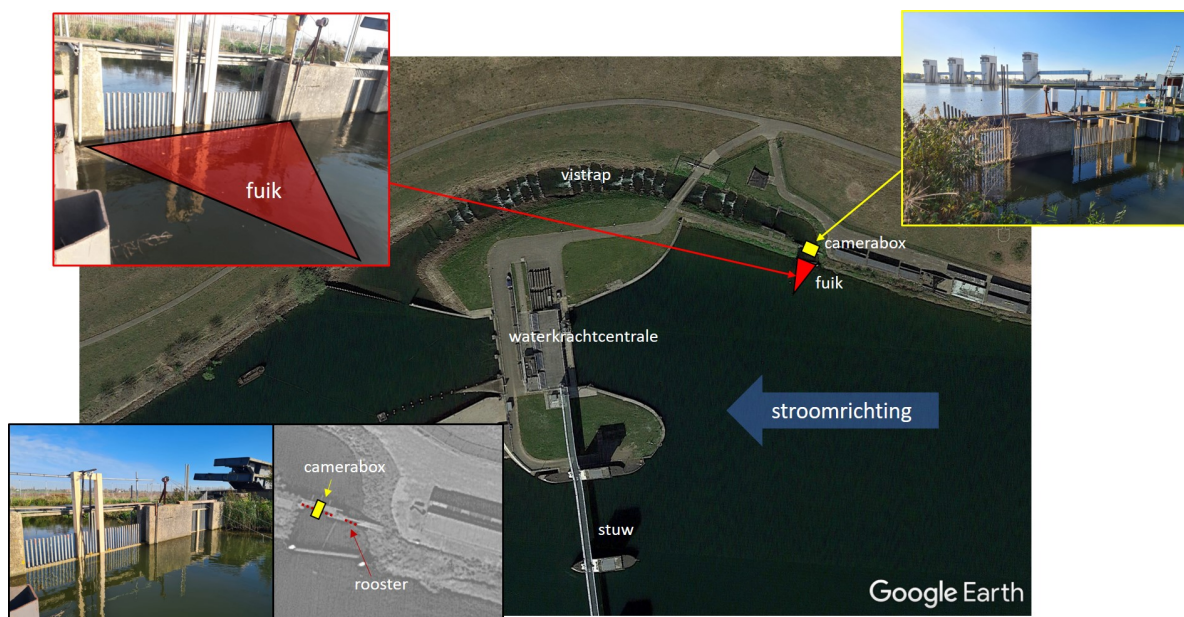 fuik
vistrap
camerabox
fuik
waterkrachtcentrale
stroomrichting
camerabox
rooster
stuw
Google Earth